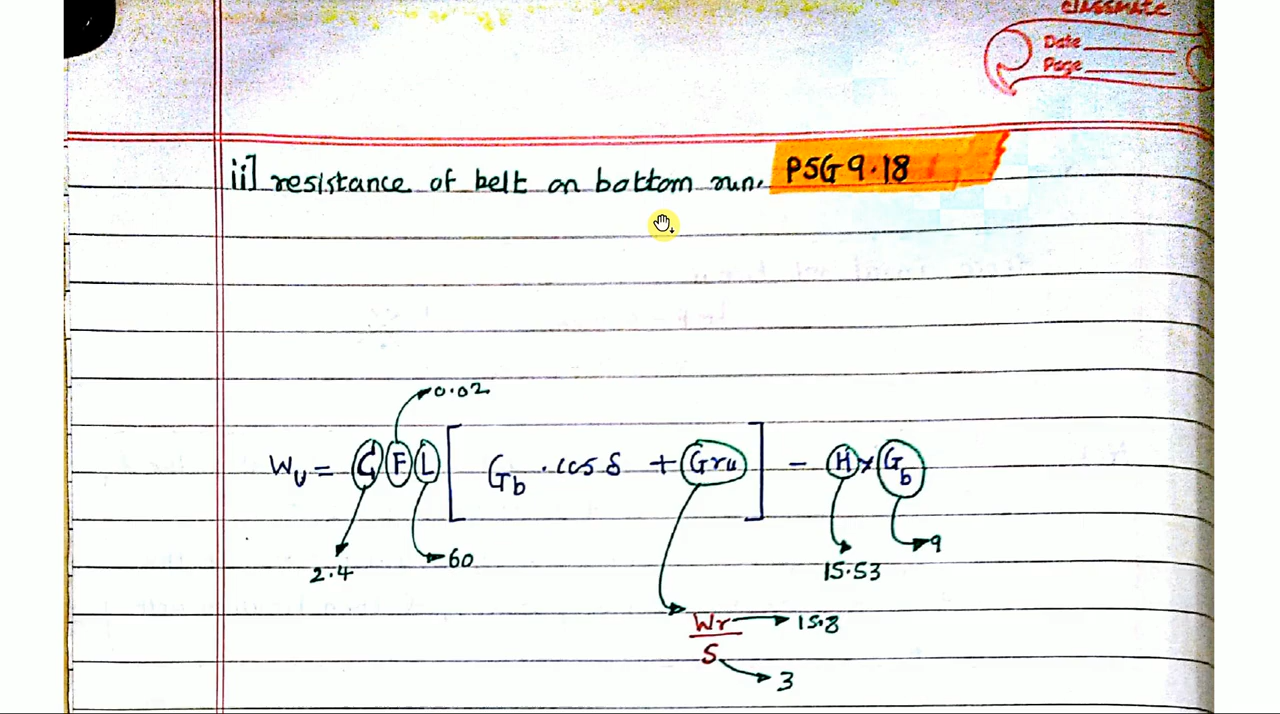 classmate
Date
Page
ii] resistance of belt on bottom run. PSG 9.18
0.02
Wu = C F L [ Gb . cos δ + Gru ] - H x Gb
2.4 60 15.53 9
Wr 15.8
S 3